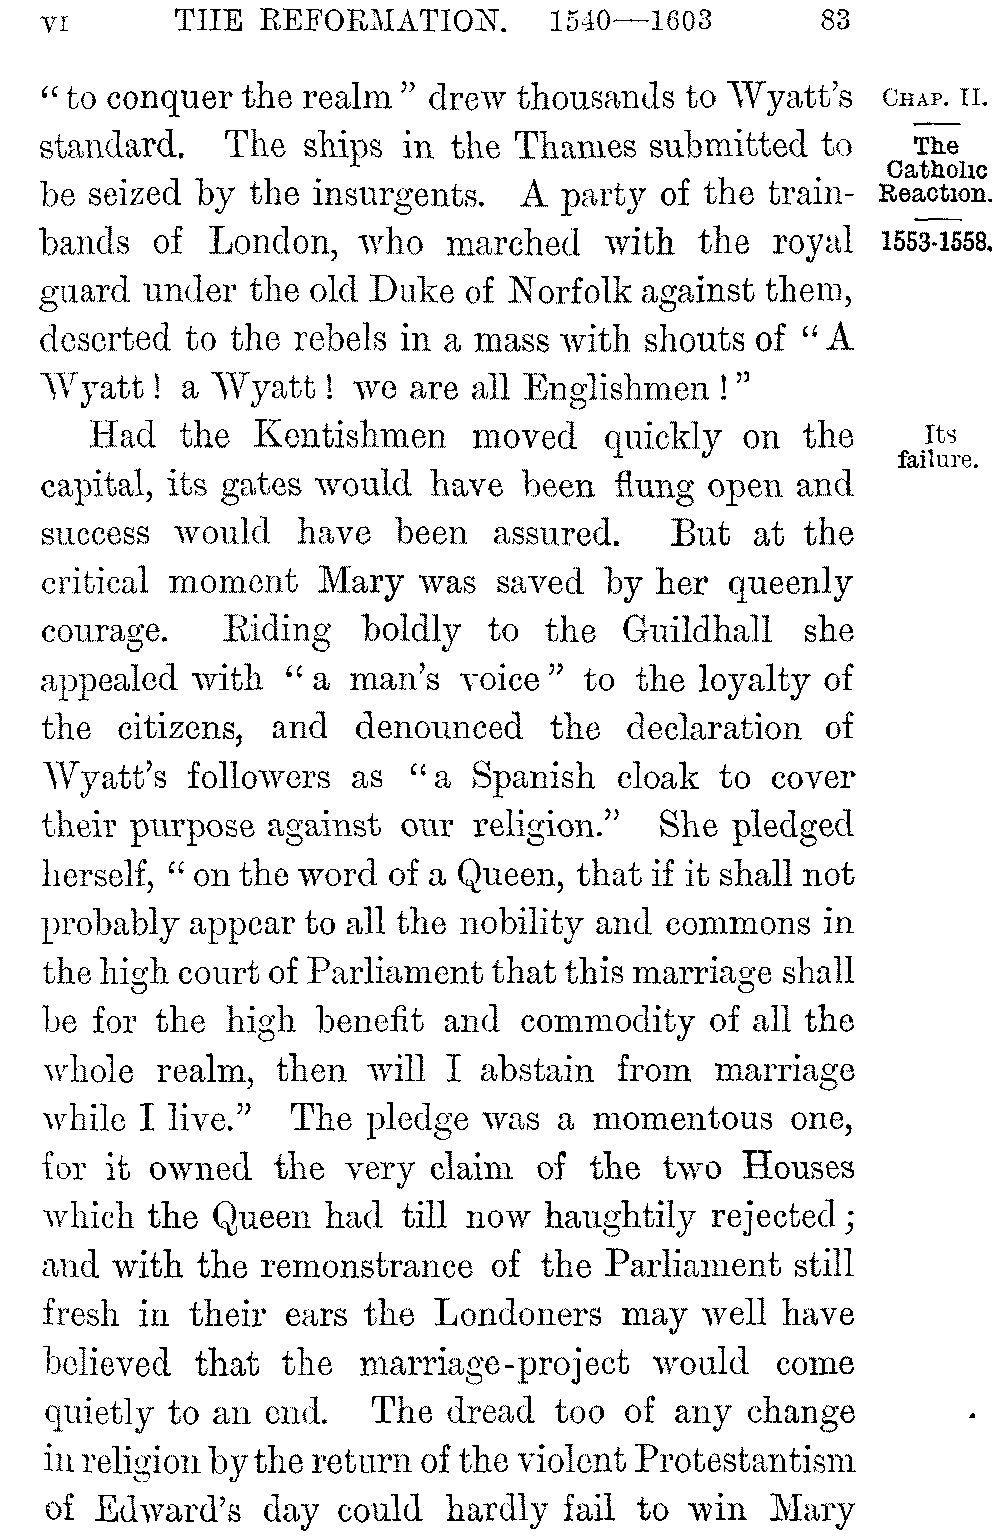 VI THE REFORMATION. 1540—1603 83
"to conquer the realm" drew thousands to Wyatt's
standard. The ships in the Thames submitted to
be seized by the insurgents. A party of the train-
bands of London, who marched with the royal
guard under the old Duke of Norfolk against them,
deserted to the rebels in a mass with shouts of "A
Wyatt! a Wyatt! we are all Englishmen!"
CHAP. II.
The
Catholic
Reaction.
1553-1558.
Had the Kentishmen moved quickly on the
capital, its gates would have been flung open and
success would have been assured. But at the
critical moment Mary was saved by her queenly
courage. Riding boldly to the Guildhall she
appealed with "a man's voice" to the loyalty of
the citizens, and denounced the declaration of
Wyatt's followers as "a Spanish cloak to cover
their purpose against our religion." She pledged
herself, "on the word of a Queen, that if it shall not
probably appear to all the nobility and commons in
the high court of Parliament that this marriage shall
be for the high benefit and commodity of all the
whole realm, then will I abstain from marriage
while I live." The pledge was a momentous one,
for it owned the very claim of the two Houses
which the Queen had till now haughtily rejected;
and with the remonstrance of the Parliament still
fresh in their ears the Londoners may well have
believed that the marriage-project would come
quietly to an end. The dread too of any change
in religion by the return of the violent Protestantism
of Edward's day could hardly fail to win Mary
Its
failure.